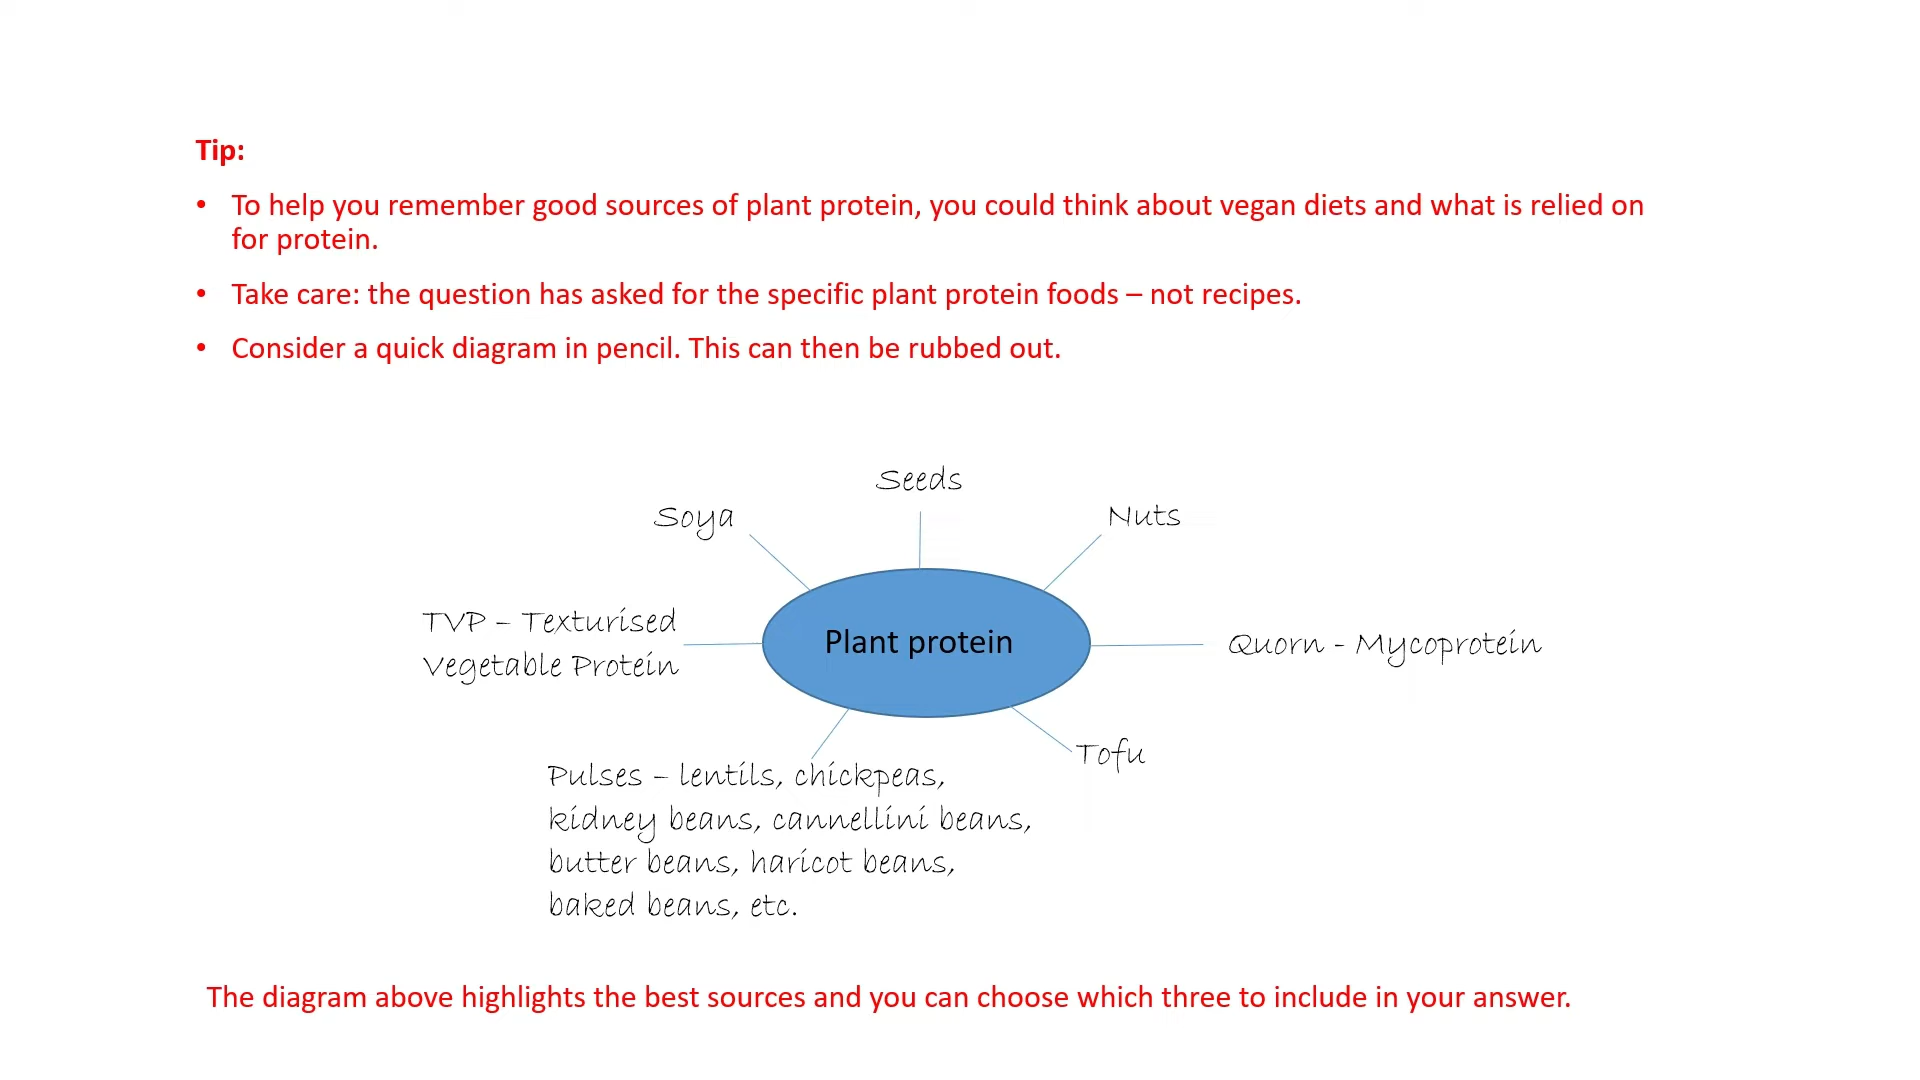 Tip:
• To help you remember good sources of plant protein, you could think about vegan diets and what is relied on
for protein.
• Take care: the question has asked for the specific plant protein foods – not recipes.
• Consider a quick diagram in pencil. This can then be rubbed out.
Seeds
Soya
Nuts
TVP – Texturised
Vegetable Protein
Plant protein
Quorn - Mycoprotein
Tofu
Pulses – lentils, chickpeas,
kidney beans, cannellini beans,
butter beans, haricot beans,
baked beans, etc.
The diagram above highlights the best sources and you can choose which three to include in your answer.